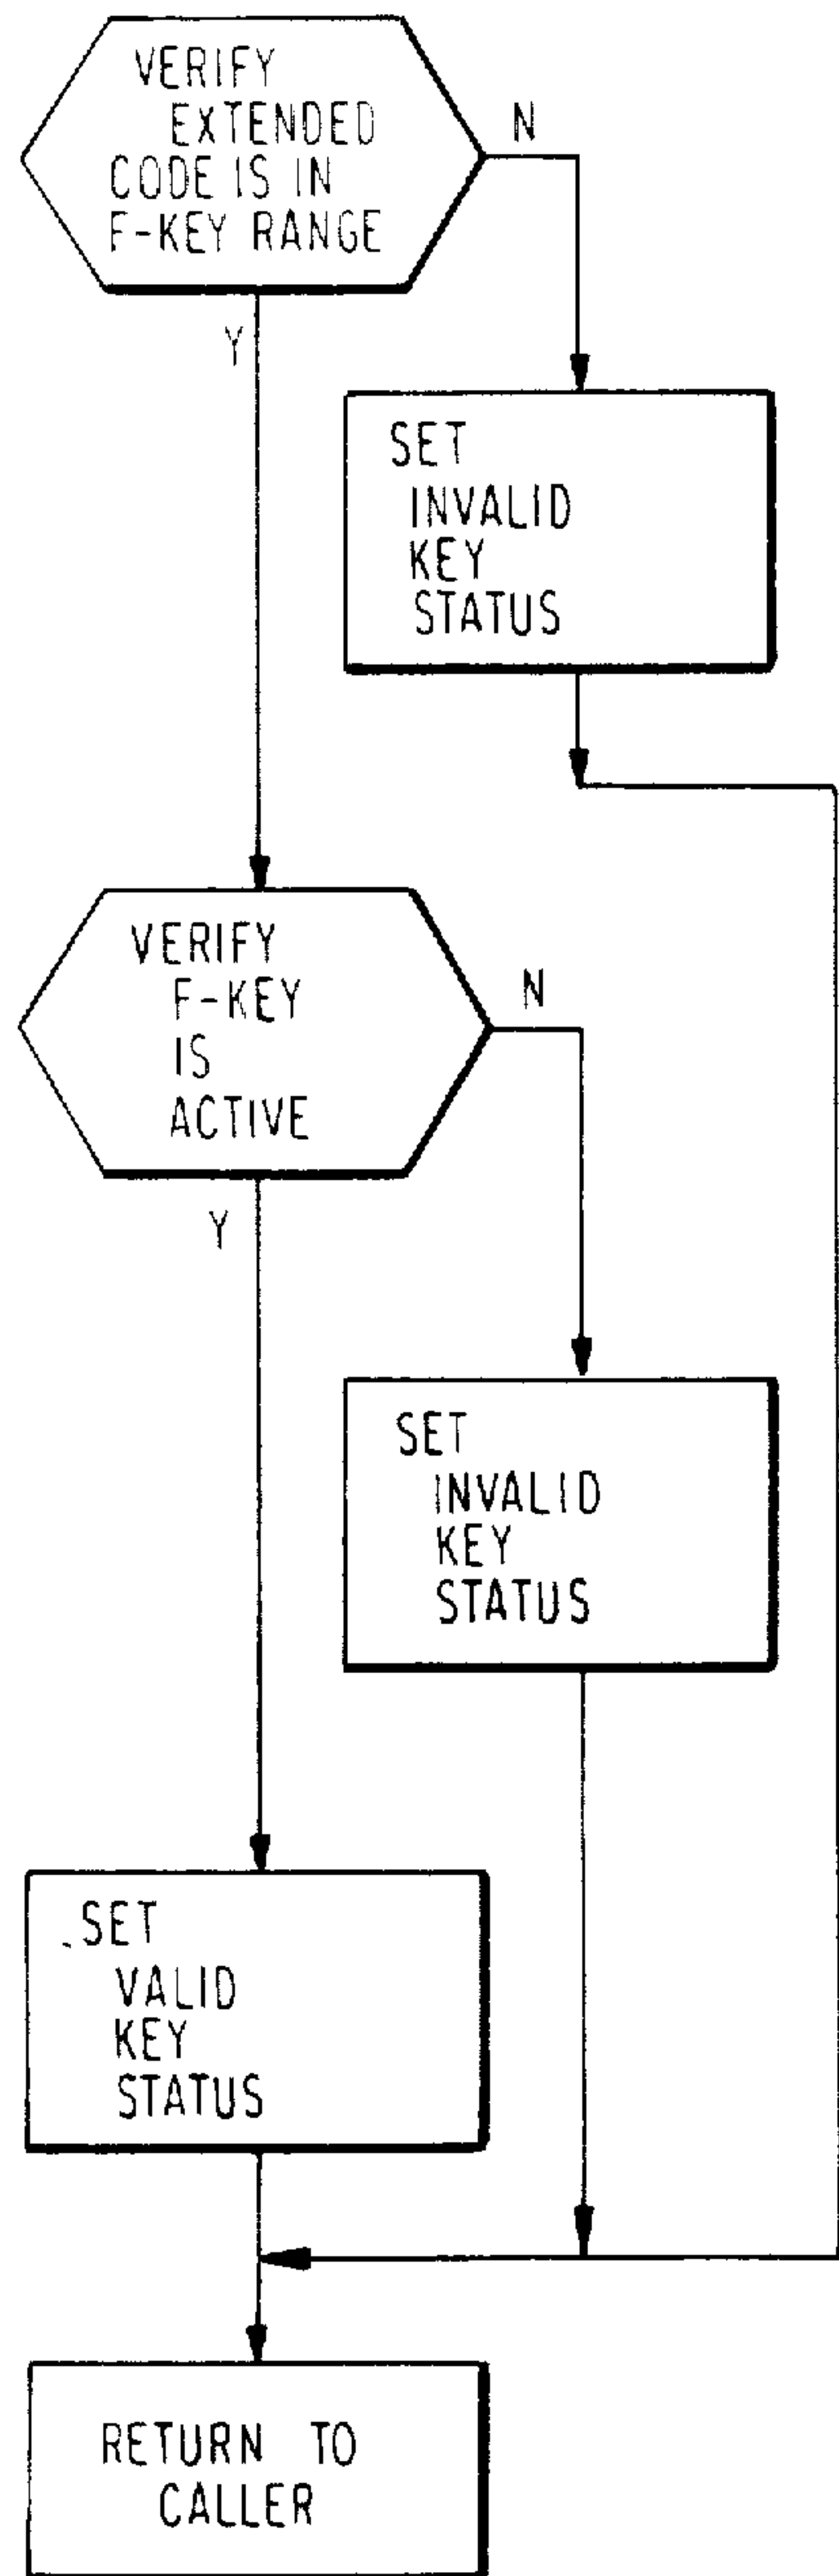 VERIFY
EXTENDED
CODE IS IN
F-KEY RANGE
N
Y
SET
INVALID
KEY
STATUS
VERIFY
F-KEY
IS
ACTIVE
N
Y
SET
INVALID
KEY
STATUS
SET
VALID
KEY
STATUS
RETURN TO
CALLER